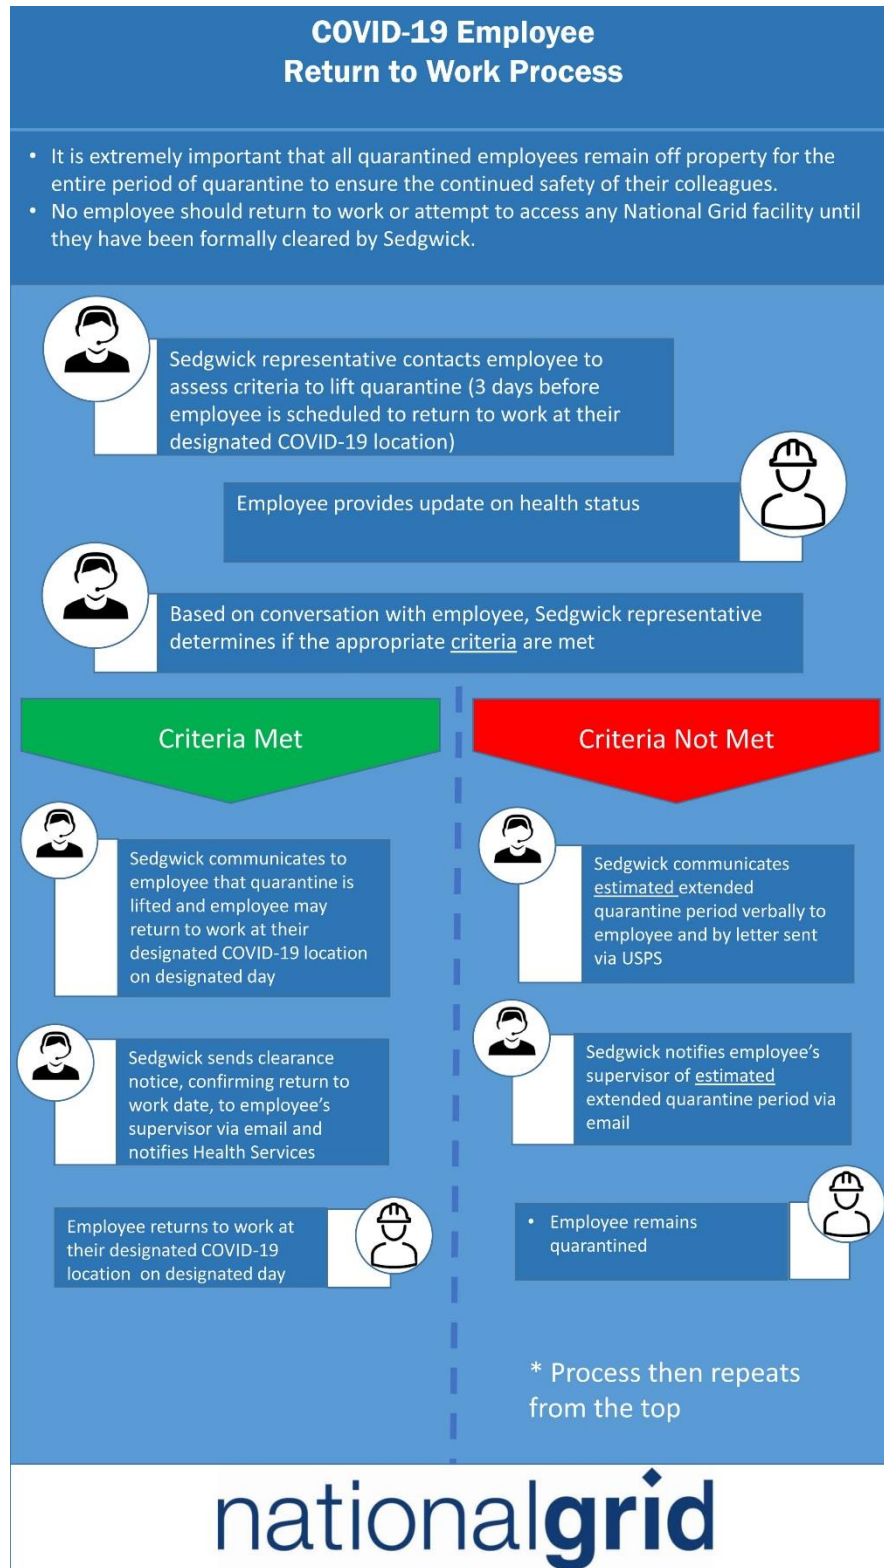 COVID-19 Employee
Return to Work Process
• It is extremely important that all quarantined employees remain off property for the
entire period of quarantine to ensure the continued safety of their colleagues.
• No employee should return to work or attempt to access any National Grid facility until
they have been formally cleared by Sedgwick.
Sedgwick representative contacts employee to
assess criteria to lift quarantine (3 days before
employee is scheduled to return to work at their
designated COVID-19 location)
Employee provides update on health status
Based on conversation with employee, Sedgwick representative
determines if the appropriate criteria are met
Criteria Met
Sedgwick communicates to
employee that quarantine is
lifted and employee may
return to work at their
designated COVID-19 location
on designated day
Sedgwick sends clearance
notice, confirming return to
work date, to employee's
supervisor via email and
notifies Health Services
Employee returns to work at
their designated COVID-19
location on designated day
Criteria Not Met
Sedgwick communicates
estimated extended
quarantine period verbally to
employee and by letter sent
via USPS
Sedgwick notifies employee's
supervisor of estimated
extended quarantine period via
email
• Employee remains
quarantined
* Process then repeats
from the top
nationalgrid